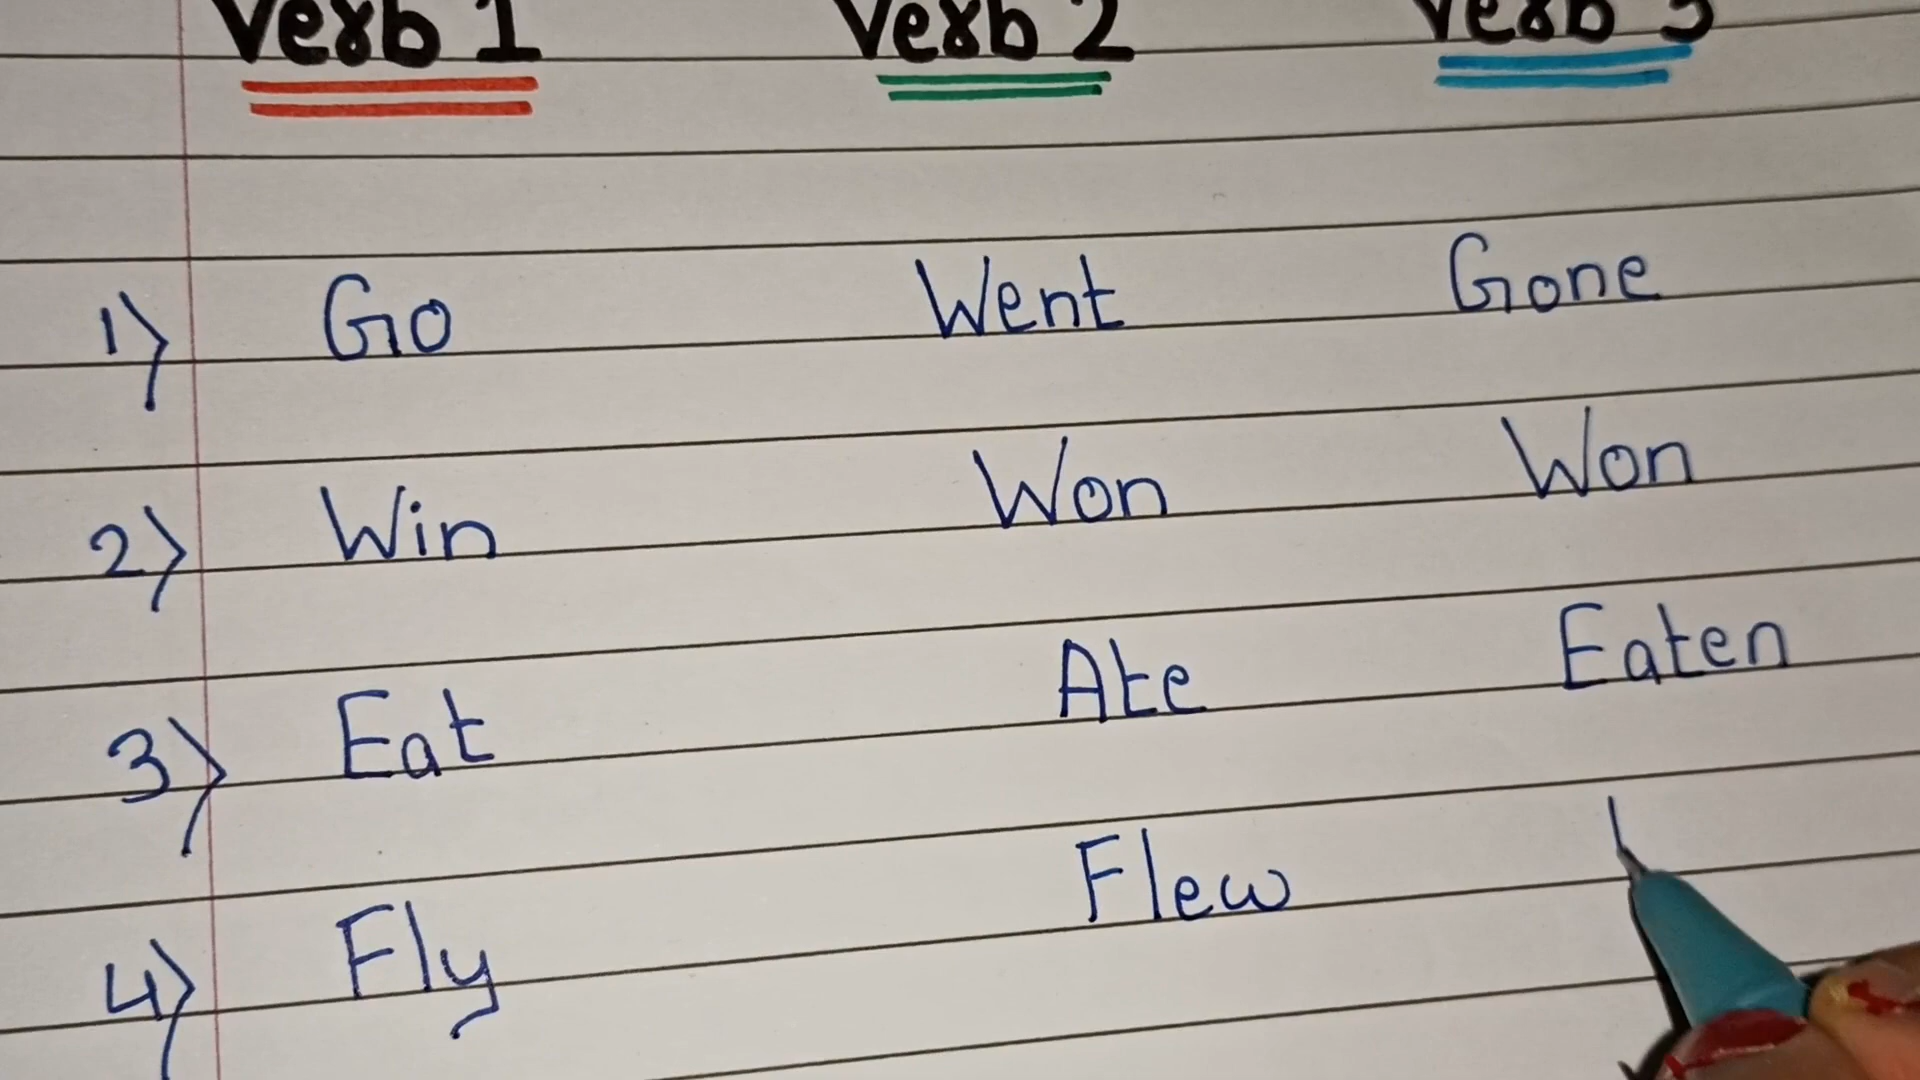 Verb 1 Verb 2 Verb 3
1) Go Went Gone
2) Win Won Won
3) Eat Ate Eaten
4) Fly Flew